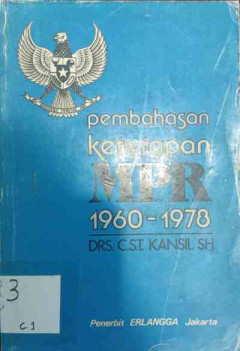 pembahasan
ketetapan
MPR
1960-1978
DRS. C.S.T. KANSIL SH
3
C.1
Penerbit ERLANGGA Jakarta